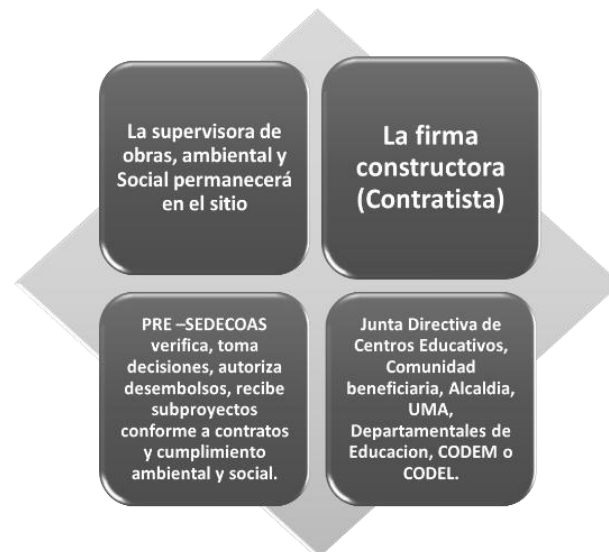 La supervisora de
obras, ambiental y
Social permanecerá
en el sitio
La firma
constructora
(Contratista)
PRE –SEDECOAS
verifica, toma
decisiones, autoriza
desembolsos, recibe
subproyectos
conforme a contratos
y cumplimiento
ambiental y social.
Junta Directiva de
Centros Educativos,
Comunidad
beneficiaria, Alcaldia,
UMA,
Departamentales de
Educacion, CODEM o
CODEL.